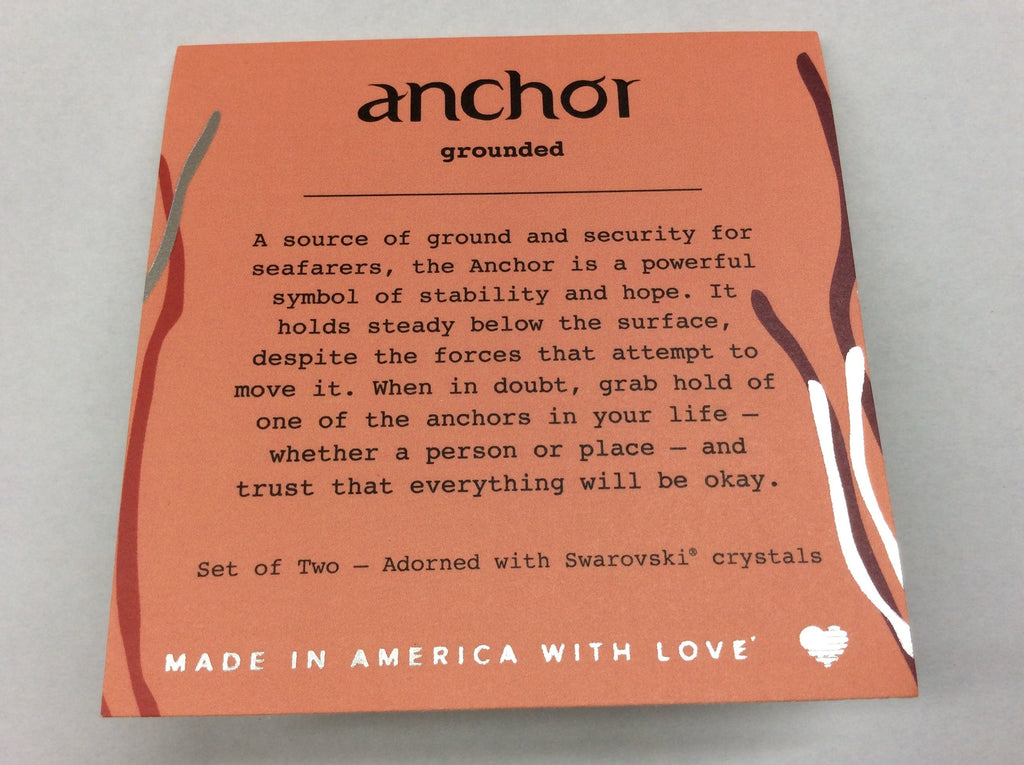 anchor
grounded
A source of ground and security for
seafarers, the Anchor is a powerful
symbol of stability and hope. It
holds steady below the surface,
despite the forces that attempt to
move it. When in doubt, grab hold of
one of the anchors in your life —
whether a person or place — and
trust that everything will be okay.
Set of Two — Adorned with Swarovski® crystals
MADE IN AMERICA WITH LOVE